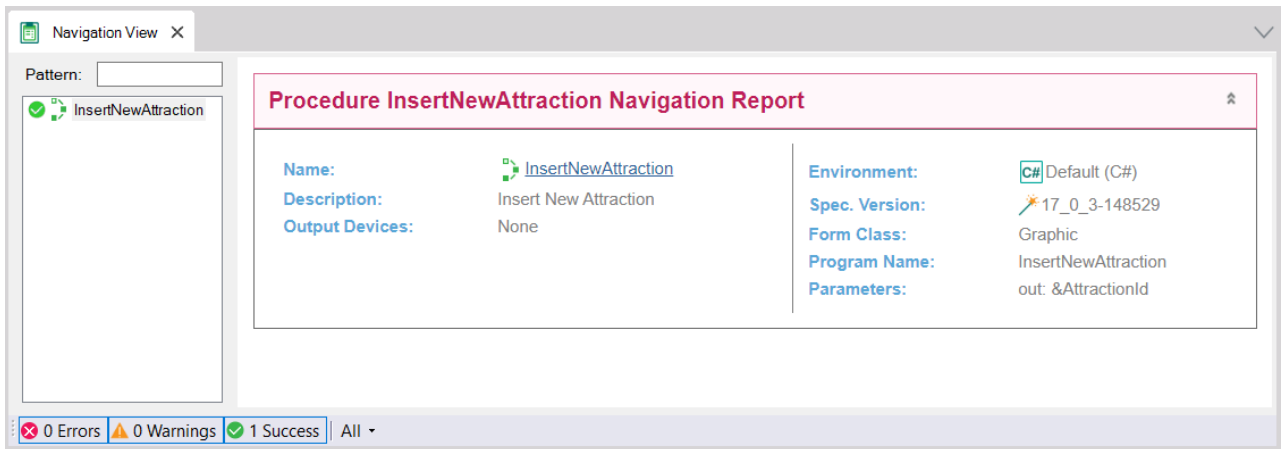 Navigation View
Pattern:
InsertNewAttraction
Procedure InsertNewAttraction Navigation Report
Name: InsertNewAttraction
Description: Insert New Attraction
Output Devices: None
Environment: C# Default (C#)
Spec. Version: 17_0_3-148529
Form Class: Graphic
Program Name: InsertNewAttraction
Parameters: out: &AttractionId
0 Errors 0 Warnings 1 Success All